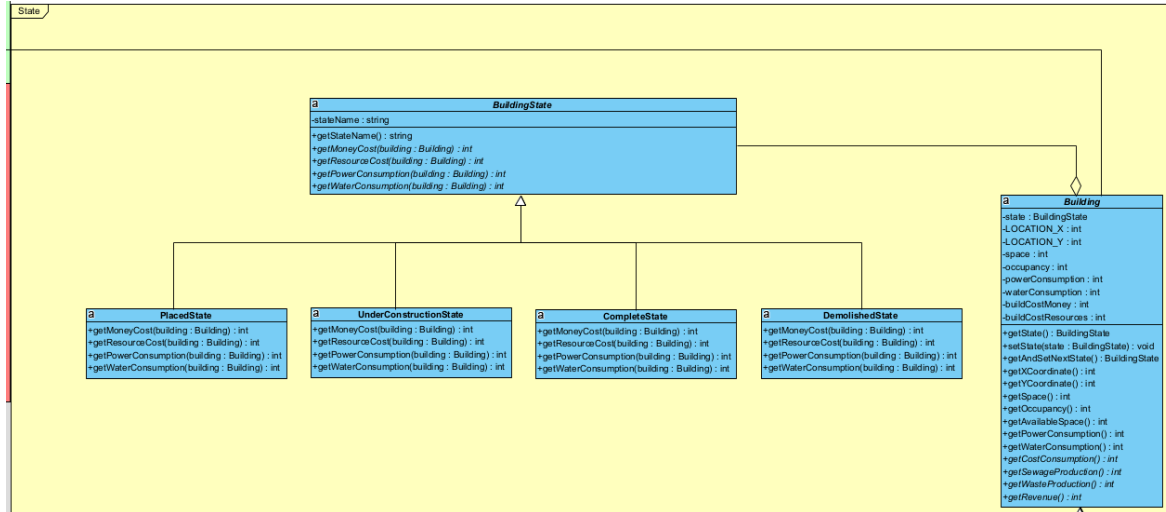 State
a
BuildingState
-stateName : string
+getStateName() : string
+getMoneyCost(building : Building) : int
+getResourceCost(building : Building) : int
+getPowerConsumption(building : Building) : int
+getWaterConsumption(building : Building) : int
a
PlacedState
+getMoneyCost(building : Building) : int
+getResourceCost(building : Building) : int
+getPowerConsumption(building : Building) : int
+getWaterConsumption(building : Building) : int
a
UnderConstructionState
+getMoneyCost(building : Building) : int
+getResourceCost(building : Building) : int
+getPowerConsumption(building : Building) : int
+getWaterConsumption(building : Building) : int
a
CompleteState
+getMoneyCost(building : Building) : int
+getResourceCost(building : Building) : int
+getPowerConsumption(building : Building) : int
+getWaterConsumption(building : Building) : int
a
DemolishedState
+getMoneyCost(building : Building) : int
+getResourceCost(building : Building) : int
+getPowerConsumption(building : Building) : int
+getWaterConsumption(building : Building) : int
a
Building
-state : BuildingState
-LOCATION_X : int
-LOCATION_Y : int
-space : int
-occupancy : int
-powerConsumption : int
-waterConsumption : int
-buildCostMoney : int
-buildCostResources : int
+getState() : BuildingState
+setState(state : BuildingState) : void
+getAndSetNextState() : BuildingState
+getXCoordinate() : int
+getYCoordinate() : int
+getSpace() : int
+getOccupancy() : int
+getAvailableSpace() : int
+getPowerConsumption() : int
+getWaterConsumption() : int
+getCostConsumption() : int
+getSewageProduction() : int
+getWasteProduction() : int
+getRevenue() : int